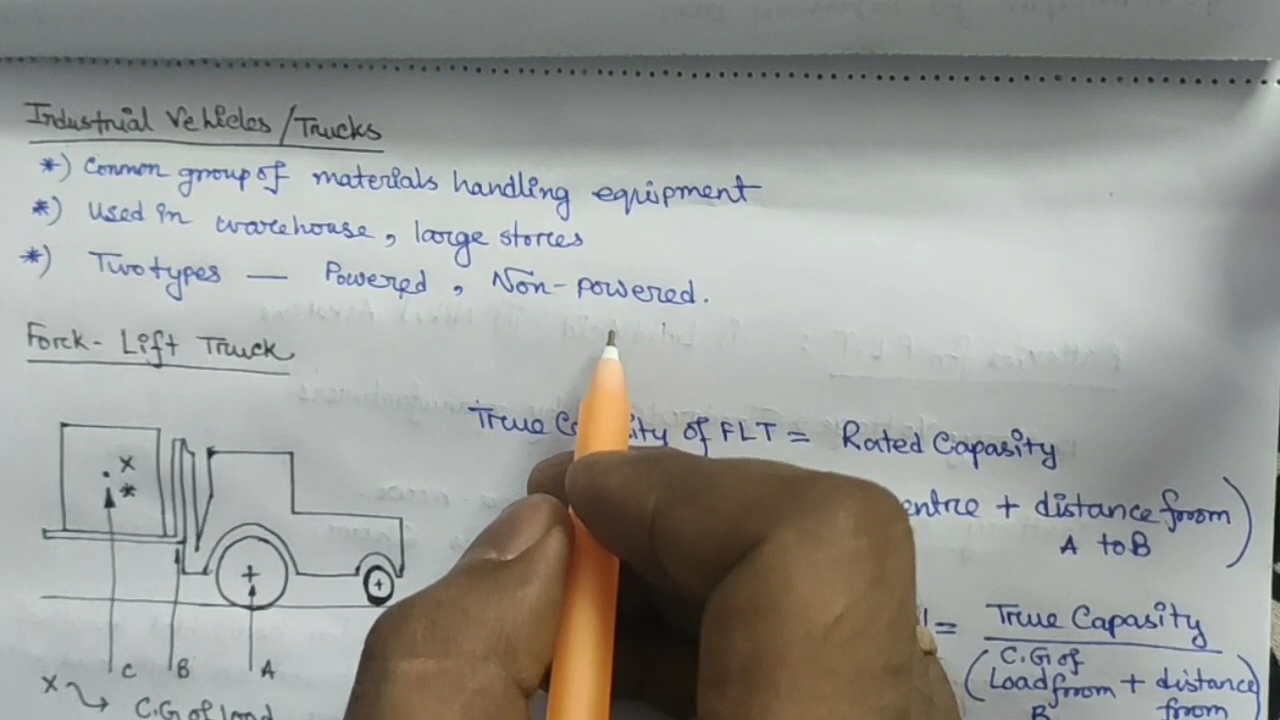 Industrial Vehicles/Trucks
*) Common group of materials handling equipment
*) Used in warehouse, large stores
*) Two types — Powered, Non-powered.
Fork-Lift Truck
True Capasity of FLT = Rated Capasity
entre + distance from
A to B
)
X
*
+
+
C B A
X → C.G of load
l = True Capasity
(C.G of
Load from + distance)
B from